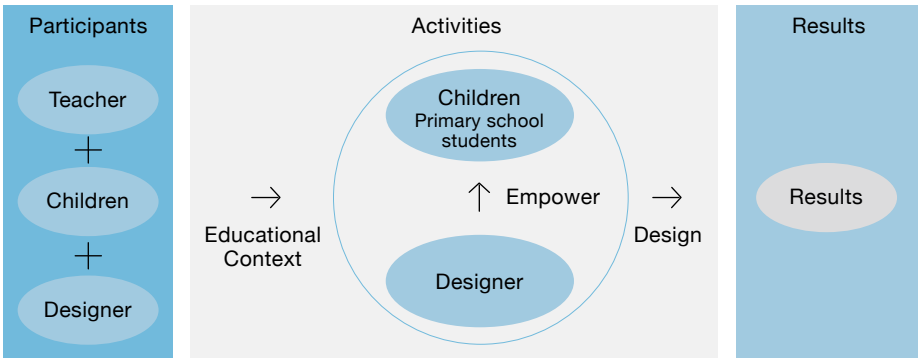 Participants
Teacher
+
Children
+
Designer
Activities
Educational
Context
Children
Primary school
students
Empower
Designer
Design
Results
Results